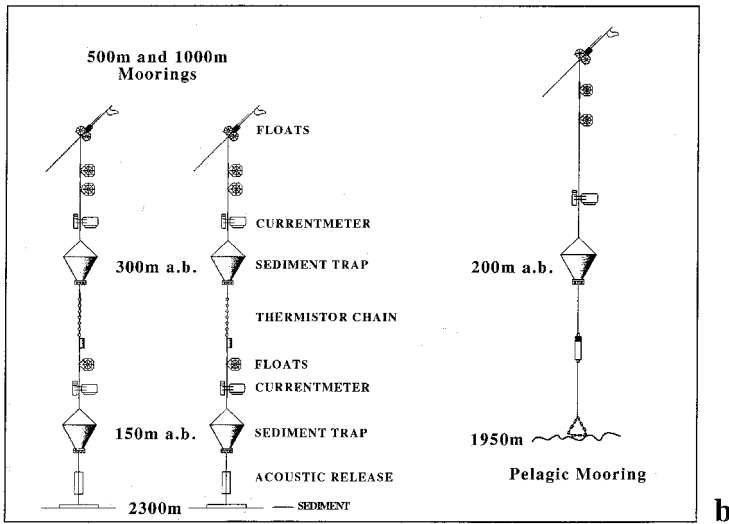 500m and 1000m
Moorings
FLOATS
CURRENTMETER
300m a.b.
SEDIMENT TRAP
THERMISTOR CHAIN
FLOATS
CURRENTMETER
150m a.b.
SEDIMENT TRAP
ACOUSTIC RELEASE
2300m
SEDIMENT
200m a.b.
1950m
Pelagic Mooring
b